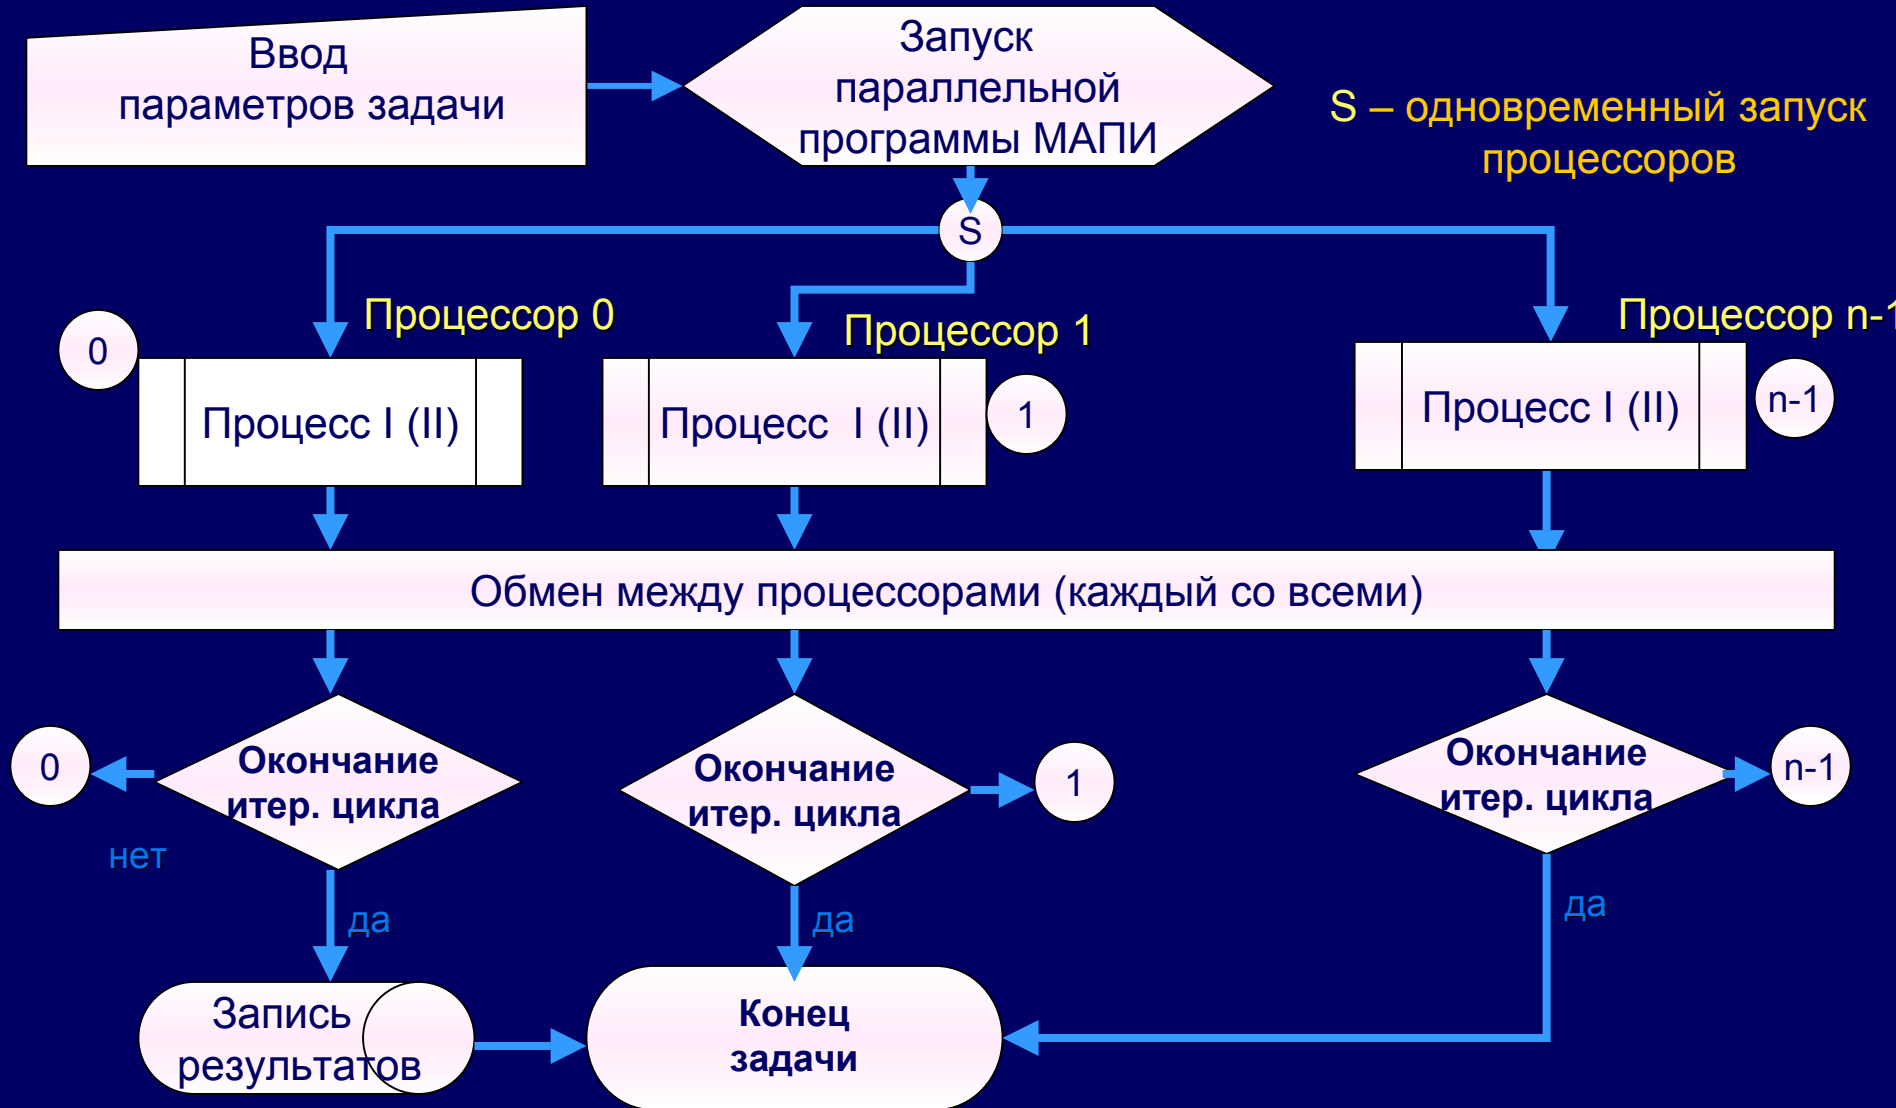 Ввод
параметров задачи
Запуск
параллельной
программы МАПИ
S – одновременный запуск
процессоров
S
Процессор 0
Процессор 1
Процессор n-1
0
Процесс I (II)
Процесс I (II)
1
Процесс I (II)
n-1
Обмен между процессорами (каждый со всеми)
0
Окончание
итер. цикла
Окончание
итер. цикла
1
Окончание
итер. цикла
n-1
нет
да
да
да
Запись
результатов
Конец
задачи